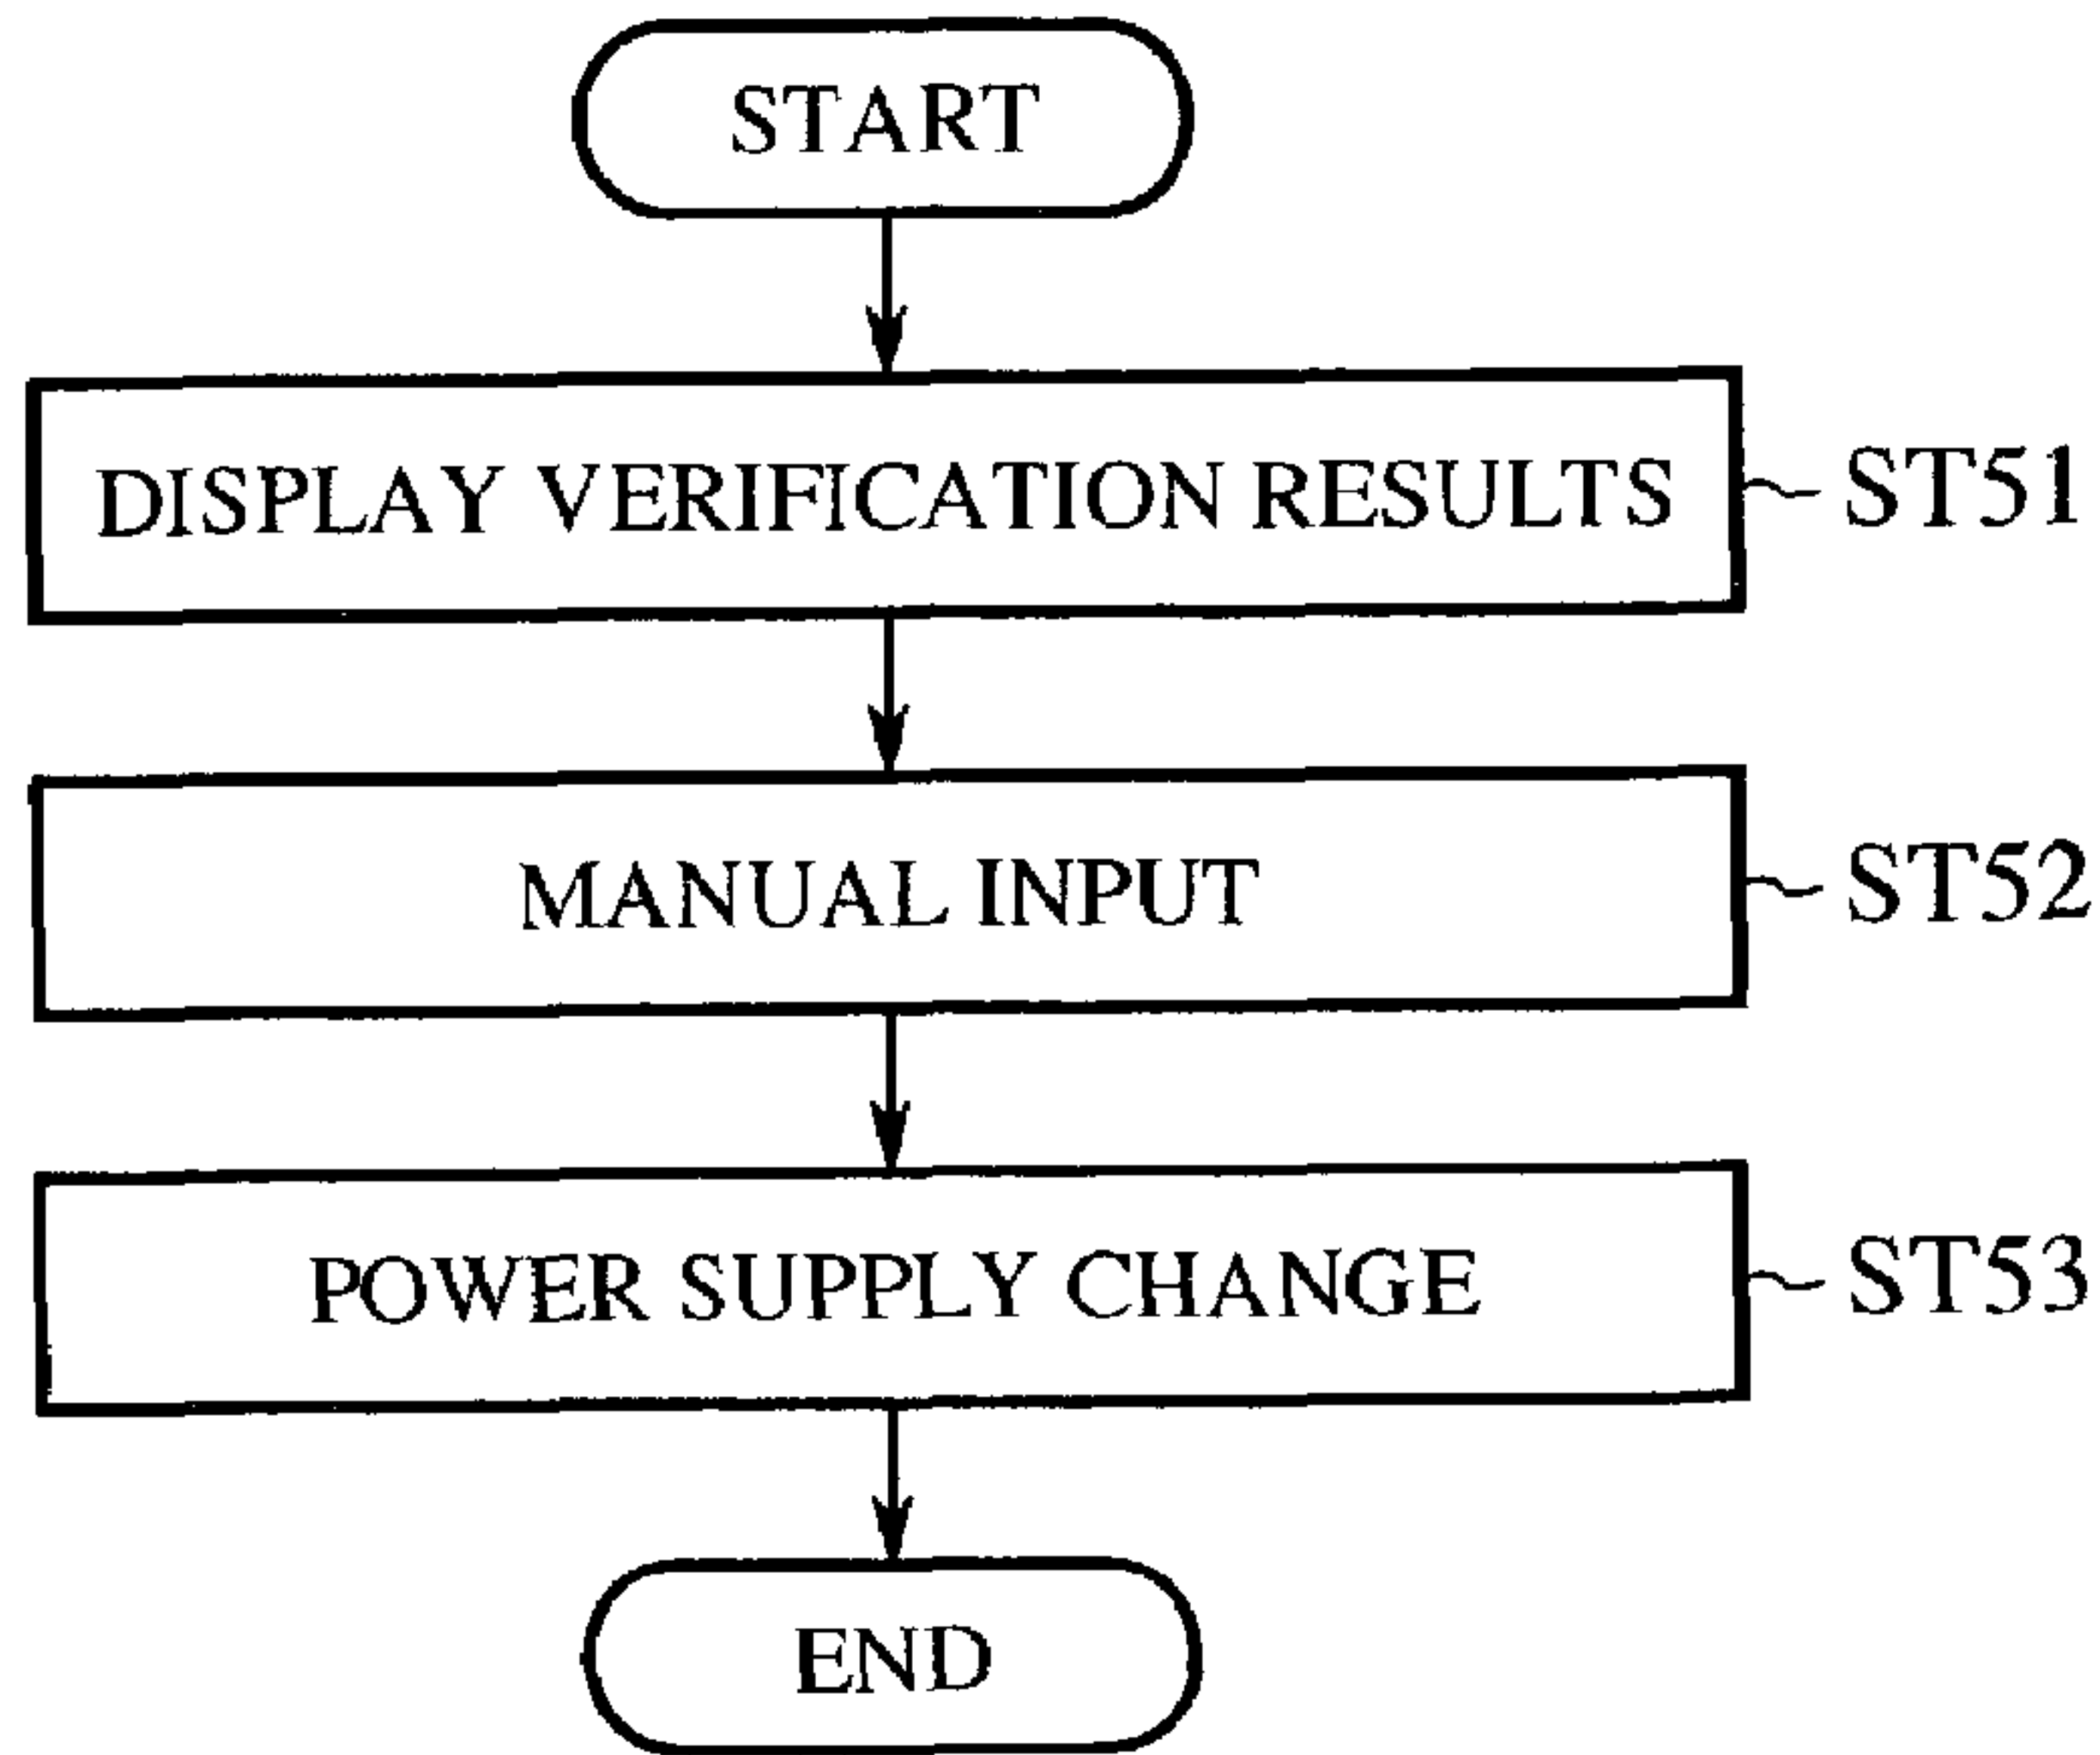 START
DISPLAY VERIFICATION RESULTS ST51
MANUAL INPUT ST52
POWER SUPPLY CHANGE ST53
END